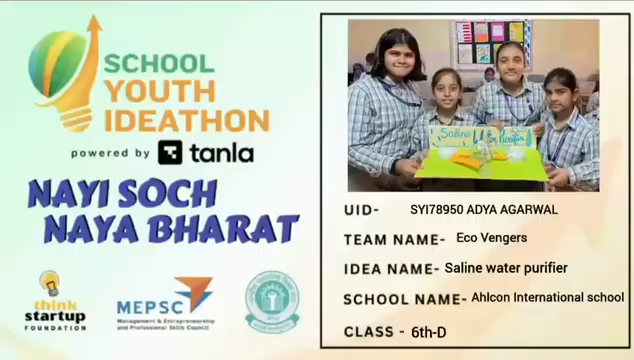 SCHOOL
YOUTH
IDEATHON
powered by tanla
NAYI SOCH
NAYA BHARAT
think
startup
FOUNDATION
MEPSC
Management & Entrepreneurship
and Professional Skills Council
Saline Water Purifier
UID- SYI78950 ADYA AGARWAL
TEAM NAME- Eco Vengers
IDEA NAME- Saline water purifier
SCHOOL NAME- Ahlcon International school
CLASS - 6th-D